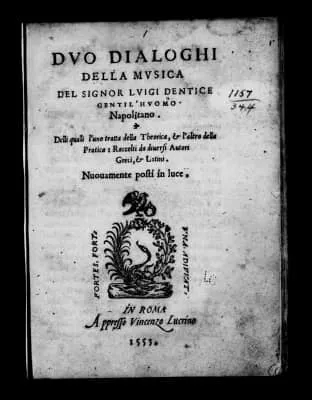 DVO DIALOGHI
DELLA MVSICA
DEL SIGNOR LVIGI DENTICE
GENTIL'HVOMO
Napolitano.
Delli quali l'uno tratta della Theorica, & l'altro della
Pratica : Raccolti da diuersi Autori
Greci, & Latini.
Nuouamente posti in luce.
1157
344
FORTES. FORT.
VNA. ADIVVAT.
IN ROMA
Appresso Vincenzo Lucrino
1553.